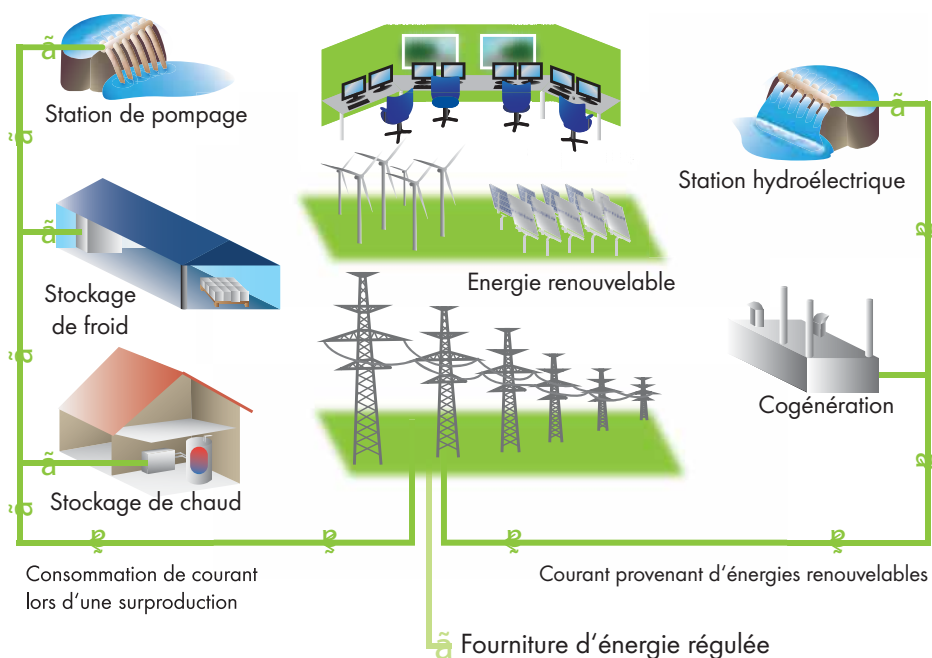 Station de pompage
Station hydroélectrique
Energie renouvelable
Stockage
de froid
Cogénération
Stockage de chaud
Consommation de courant
lors d‘une surproduction
Courant provenant d‘énergies renouvelables
Fourniture d‘énergie régulée